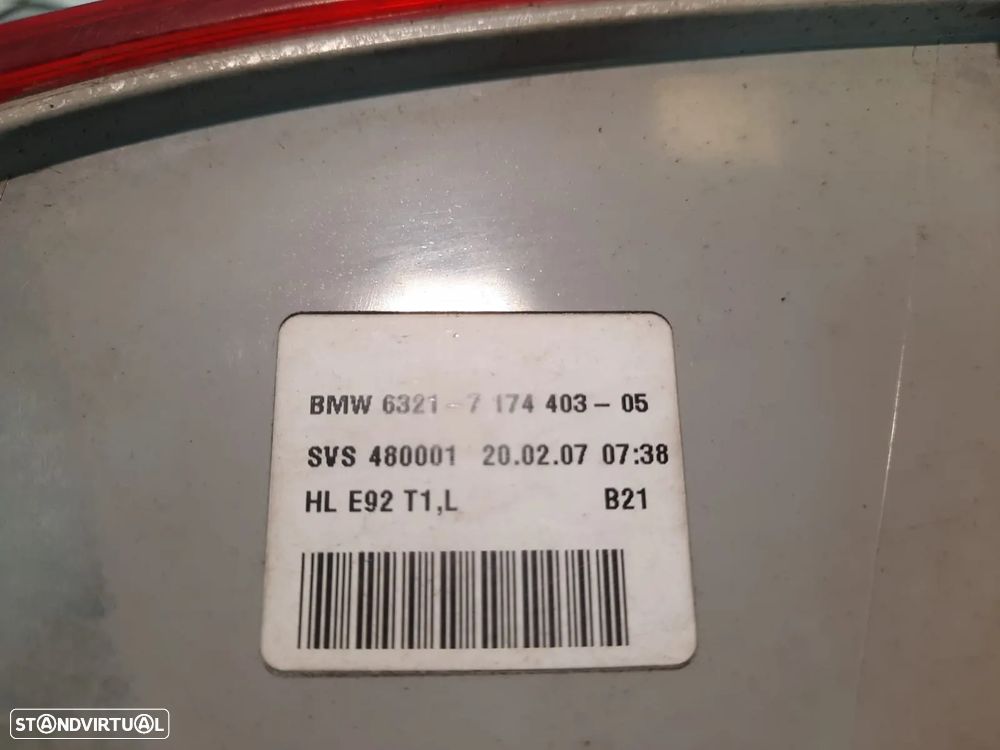 BMW 6321-7 174 403-05
SVS 480001 20.02.07 07:38
HL E92 T1,L B21
STANDVIRTUAL